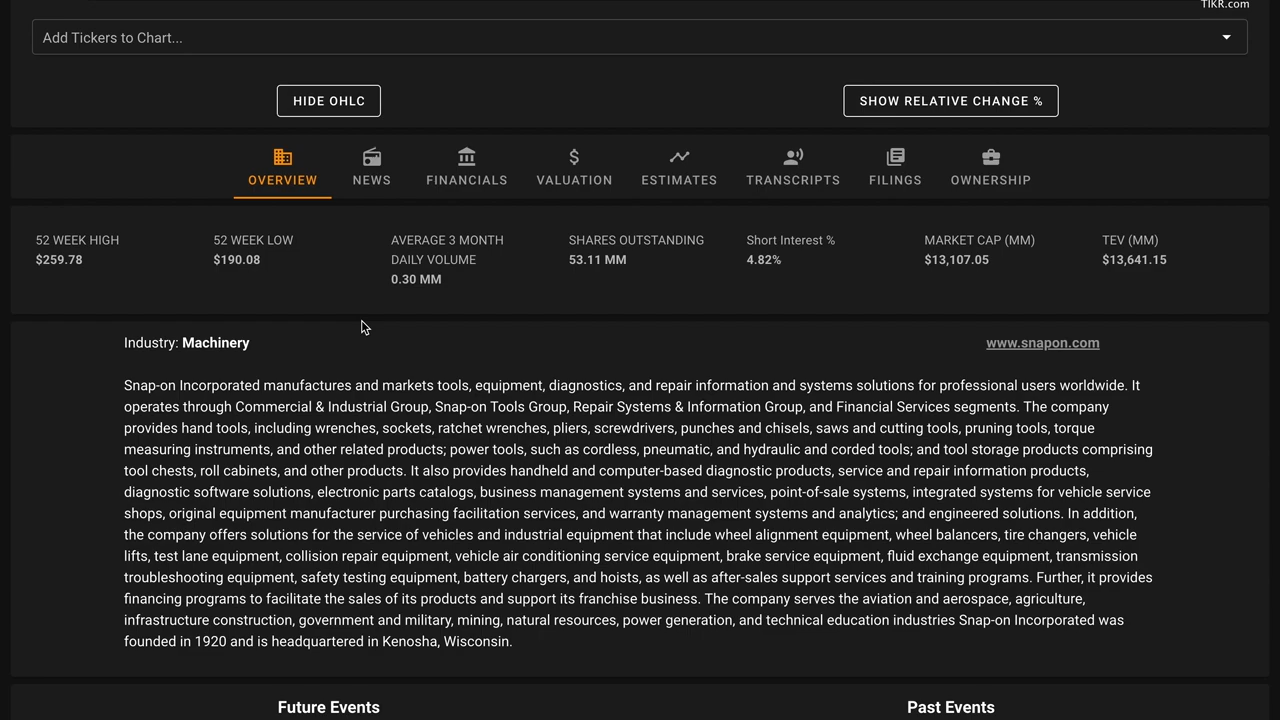 TIKR.com
Add Tickers to Chart...
HIDE OHLC
SHOW RELATIVE CHANGE %
OVERVIEW
NEWS
FINANCIALS
VALUATION
ESTIMATES
TRANSCRIPTS
FILINGS
OWNERSHIP
52 WEEK HIGH
$259.78
52 WEEK LOW
$190.08
AVERAGE 3 MONTH
DAILY VOLUME
0.30 MM
SHARES OUTSTANDING
53.11 MM
Short Interest %
4.82%
MARKET CAP (MM)
$13,107.05
TEV (MM)
$13,641.15
Industry: Machinery
www.snapon.com
Snap-on Incorporated manufactures and markets tools, equipment, diagnostics, and repair information and systems solutions for professional users worldwide. It
operates through Commercial & Industrial Group, Snap-on Tools Group, Repair Systems & Information Group, and Financial Services segments. The company
provides hand tools, including wrenches, sockets, ratchet wrenches, pliers, screwdrivers, punches and chisels, saws and cutting tools, pruning tools, torque
measuring instruments, and other related products; power tools, such as cordless, pneumatic, and hydraulic and corded tools; and tool storage products comprising
tool chests, roll cabinets, and other products. It also provides handheld and computer-based diagnostic products, service and repair information products,
diagnostic software solutions, electronic parts catalogs, business management systems and services, point-of-sale systems, integrated systems for vehicle service
shops, original equipment manufacturer purchasing facilitation services, and warranty management systems and analytics; and engineered solutions. In addition,
the company offers solutions for the service of vehicles and industrial equipment that include wheel alignment equipment, wheel balancers, tire changers, vehicle
lifts, test lane equipment, collision repair equipment, vehicle air conditioning service equipment, brake service equipment, fluid exchange equipment, transmission
troubleshooting equipment, safety testing equipment, battery chargers, and hoists, as well as after-sales support services and training programs. Further, it provides
financing programs to facilitate the sales of its products and support its franchise business. The company serves the aviation and aerospace, agriculture,
infrastructure construction, government and military, mining, natural resources, power generation, and technical education industries Snap-on Incorporated was
founded in 1920 and is headquartered in Kenosha, Wisconsin.
Future Events
Past Events